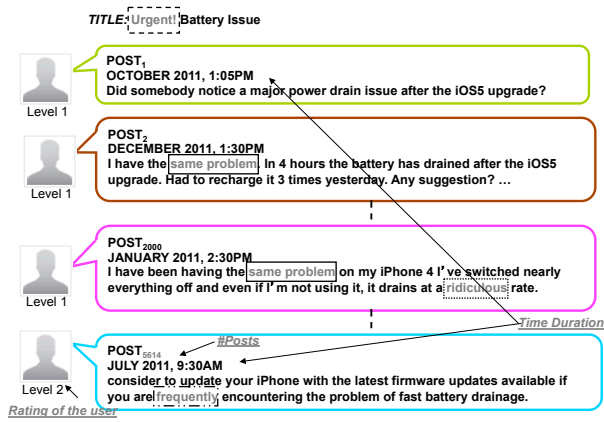 TITLE: Urgent! Battery Issue
POST1
OCTOBER 2011, 1:05PM
Did somebody notice a major power drain issue after the iOS5 upgrade?
Level 1
POST2
DECEMBER 2011, 1:30PM
I have the same problem. In 4 hours the battery has drained after the iOS5
upgrade. Had to recharge it 3 times yesterday. Any suggestion? …
Level 1
POST2000
JANUARY 2011, 2:30PM
I have been having the same problem on my iPhone 4 I’ve switched nearly
everything off and even if I’m not using it, it drains at a ridiculous rate.
Level 1
Time Duration
#Posts
POST5614
JULY 2011, 9:30AM
consider to update your iPhone with the latest firmware updates available if
you are frequently encountering the problem of fast battery drainage.
Level 2
Rating of the user